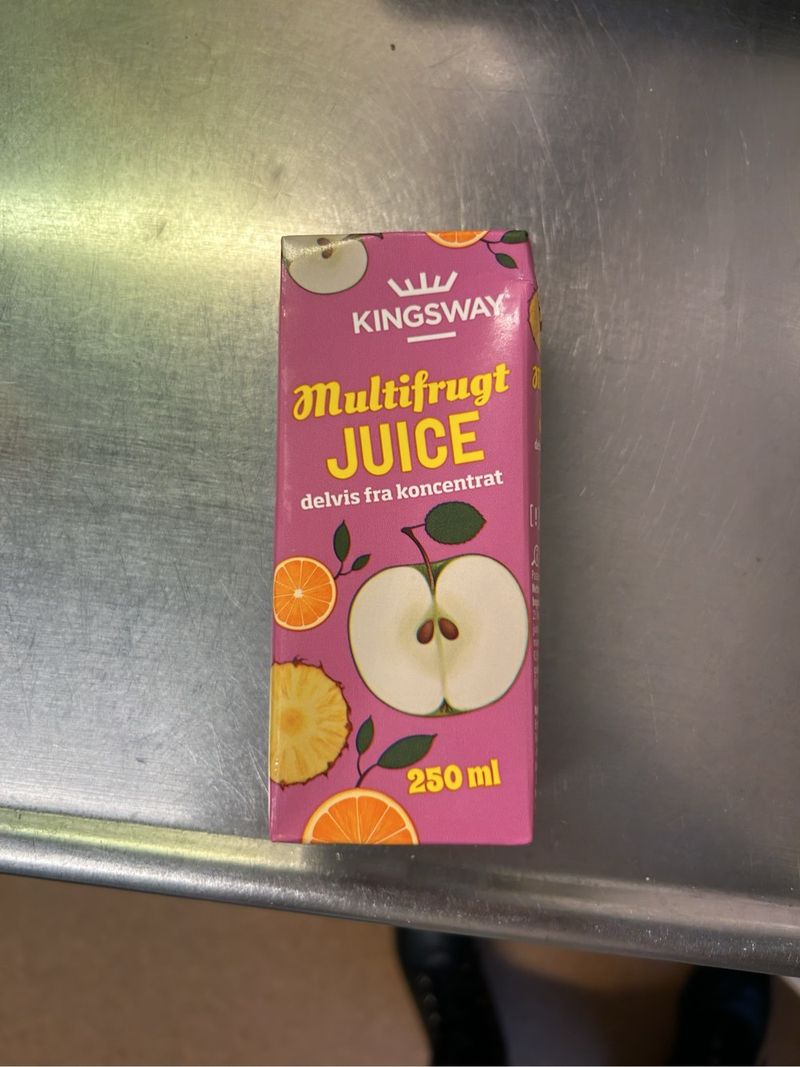 KINGSWAY
Multifrugt
JUICE
delvis fra koncentrat
250 ml